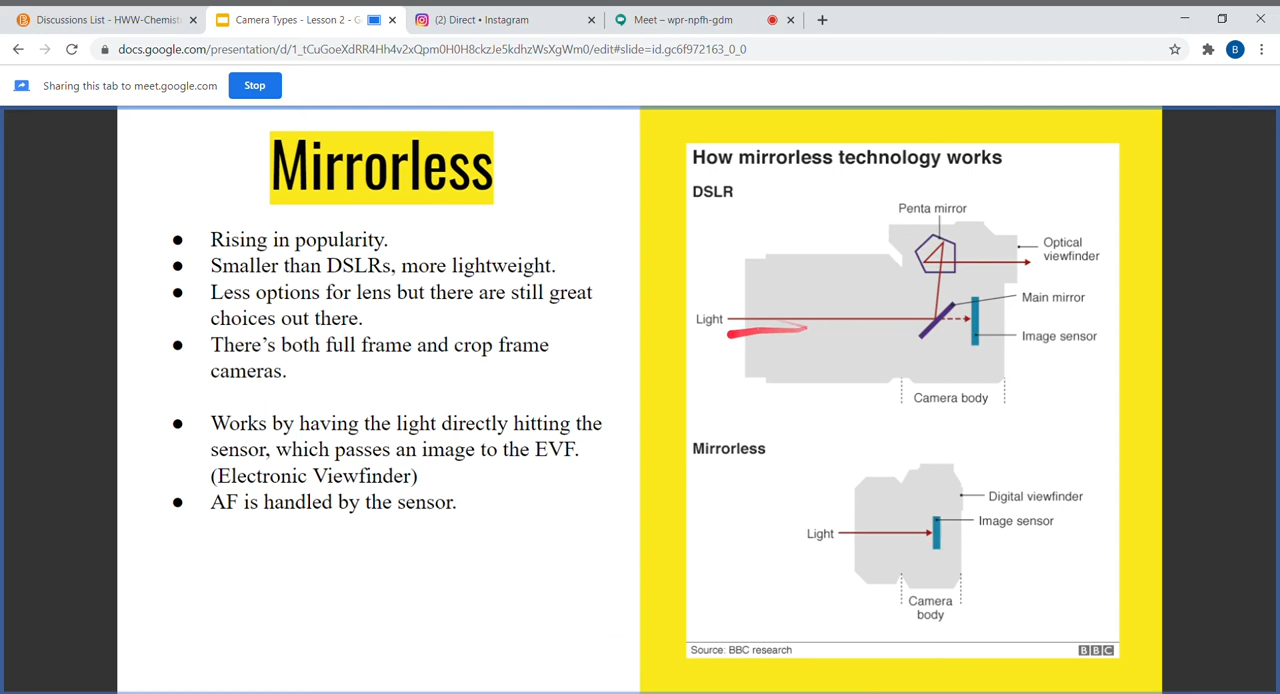 Discussions List - HWW-Chemist
Camera Types - Lesson 2 - G
(2) Direct • Instagram
Meet – wpr-npfh-gdm
docs.google.com/presentation/d/1_tCuGoeXdRR4Hh4v2xQpm0H0H8ckzJe5kdhzWsXgWm0/edit#slide=id.gc6f972163_0_0
B
Sharing this tab to meet.google.com
Stop
Mirrorless
● Rising in popularity.
● Smaller than DSLRs, more lightweight.
● Less options for lens but there are still great
choices out there.
● There's both full frame and crop frame
cameras.
● Works by having the light directly hitting the
sensor, which passes an image to the EVF.
(Electronic Viewfinder)
● AF is handled by the sensor.
How mirrorless technology works
DSLR
Penta mirror
Optical
viewfinder
Main mirror
Light
Image sensor
Camera body
Mirrorless
Digital viewfinder
Image sensor
Light
Camera
body
Source: BBC research
BBC